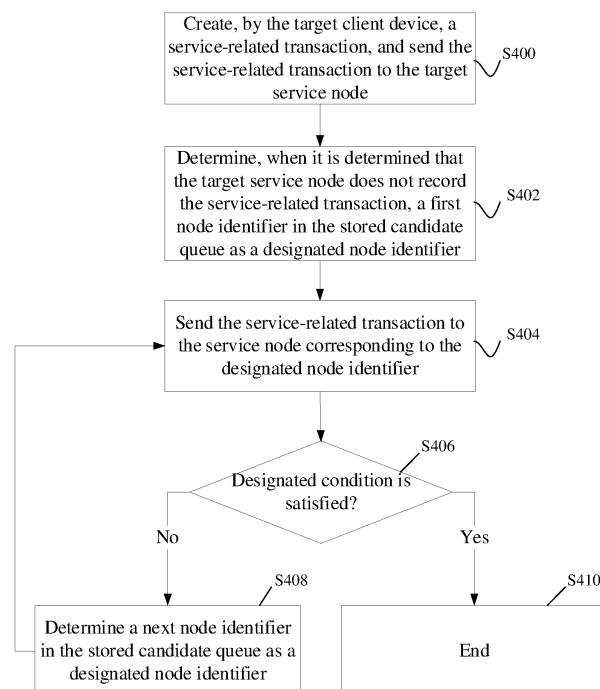 Create, by the target client device, a
service-related transaction, and send the
service-related transaction to the target
service node
S400
Determine, when it is determined that
the target service node does not record
the service-related transaction, a first
node identifier in the stored candidate
queue as a designated node identifier
S402
Send the service-related transaction to
the service node corresponding to the
designated node identifier
S404
S406
Designated condition is
satisfied?
No
Yes
S408
S410
Determine a next node identifier
in the stored candidate queue as a
designated node identifier
End